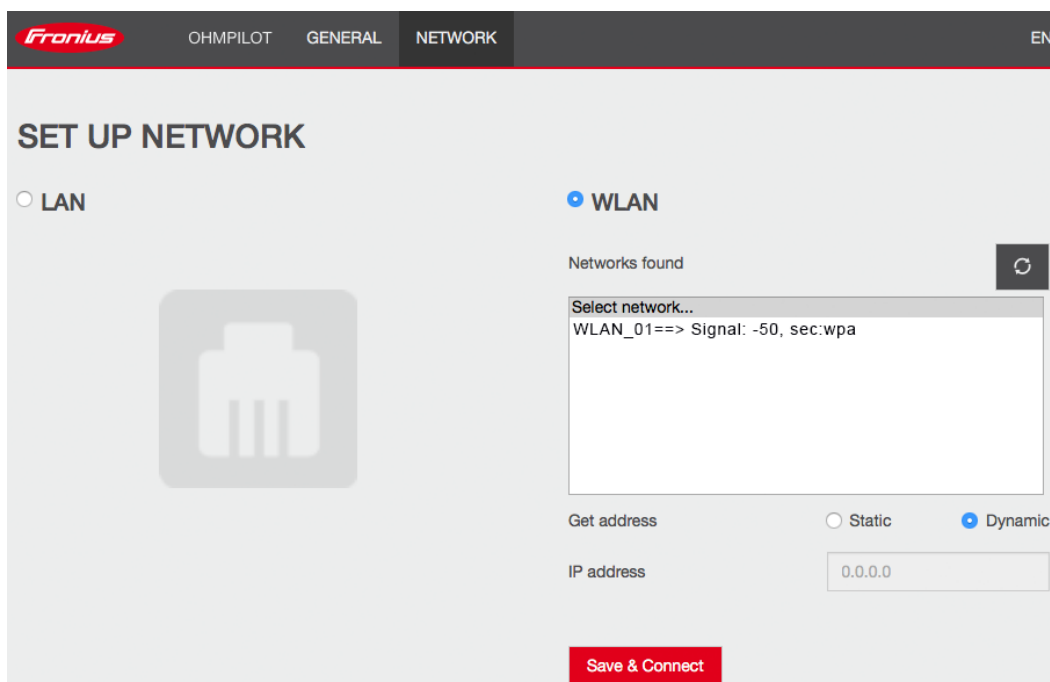 Fronius OHMPILOT GENERAL NETWORK EN
SET UP NETWORK
LAN
WLAN
Networks found
Select network...
WLAN_01==> Signal: -50, sec:wpa
Get address Static Dynamic
IP address 0.0.0.0
Save & Connect